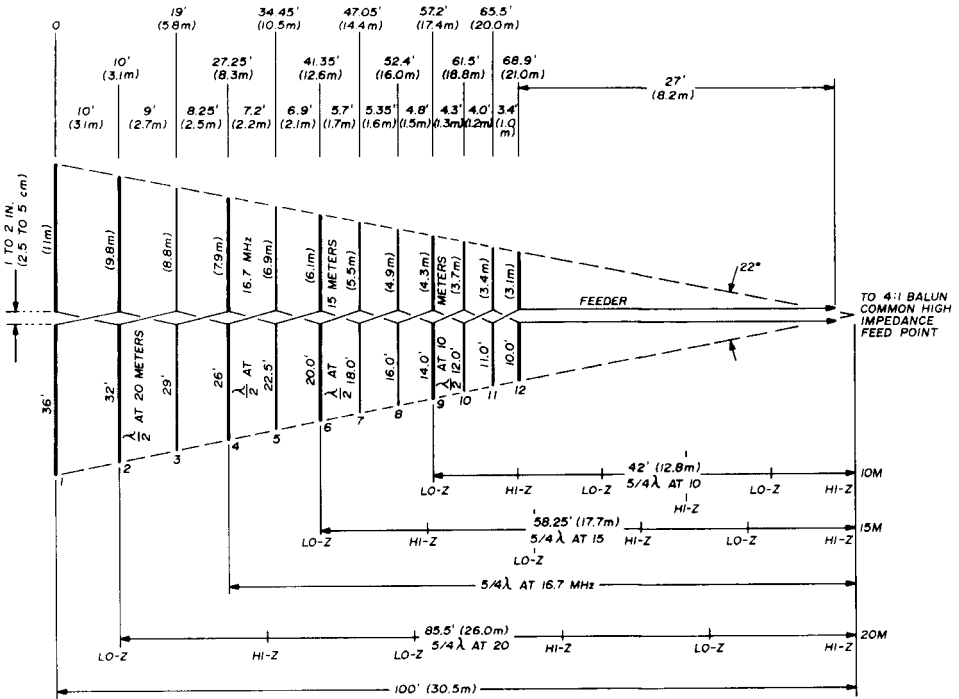 0
19'
(5.8m)
34.45'
(10.5m)
47.05'
(14.4m)
57.2'
(17.4m)
65.5'
(20.0m)
10'
(3.1m)
27.25'
(8.3m)
41.35'
(12.6m)
52.4'
(16.0m)
61.5'
(18.8m)
68.9'
(21.0m)
27'
(8.2m)
10'
(3.1m)
9'
(2.7m)
8.25'
(2.5m)
7.2'
(2.2m)
6.9'
(2.1m)
5.7'
(1.7m)
5.35'
(1.6m)
4.8'
(1.5m)
4.3'
(1.3m)
4.0'
(1.2m)
3.4'
(1.0
m)
1 TO 2 IN.
(2.5 TO 5 cm)
(11m)
(9.8m)
(8.8m)
(7.9m)
16.7 MHz
(6.9m)
(6.1m)
15 METERS
(5.5m)
(4.9m)
(4.3m)
METERS
(3.7m)
(3.4m)
(3.1m)
22°
FEEDER
TO 4:1 BALUN
COMMON HIGH
IMPEDANCE
FEED POINT
36'
32'
λ/2 AT 20 METERS
29'
26'
λ/2 AT
22.5'
20.0'
λ/2 AT
18.0'
16.0'
14.0'
λ/2 AT 10
12.0'
11.0'
10.0'
1
2
3
4
5
6
7
8
9
10
11
12
42' (12.8m)
5/4λ AT 10
10M
LO-Z
HI-Z
LO-Z
HI-Z
LO-Z
HI-Z
58.25' (17.7m)
5/4λ AT 15
15M
LO-Z
HI-Z
LO-Z
HI-Z
LO-Z
HI-Z
5/4λ AT 16.7 MHz
85.5' (26.0m)
5/4λ AT 20
20M
LO-Z
HI-Z
LO-Z
HI-Z
LO-Z
HI-Z
100' (30.5m)